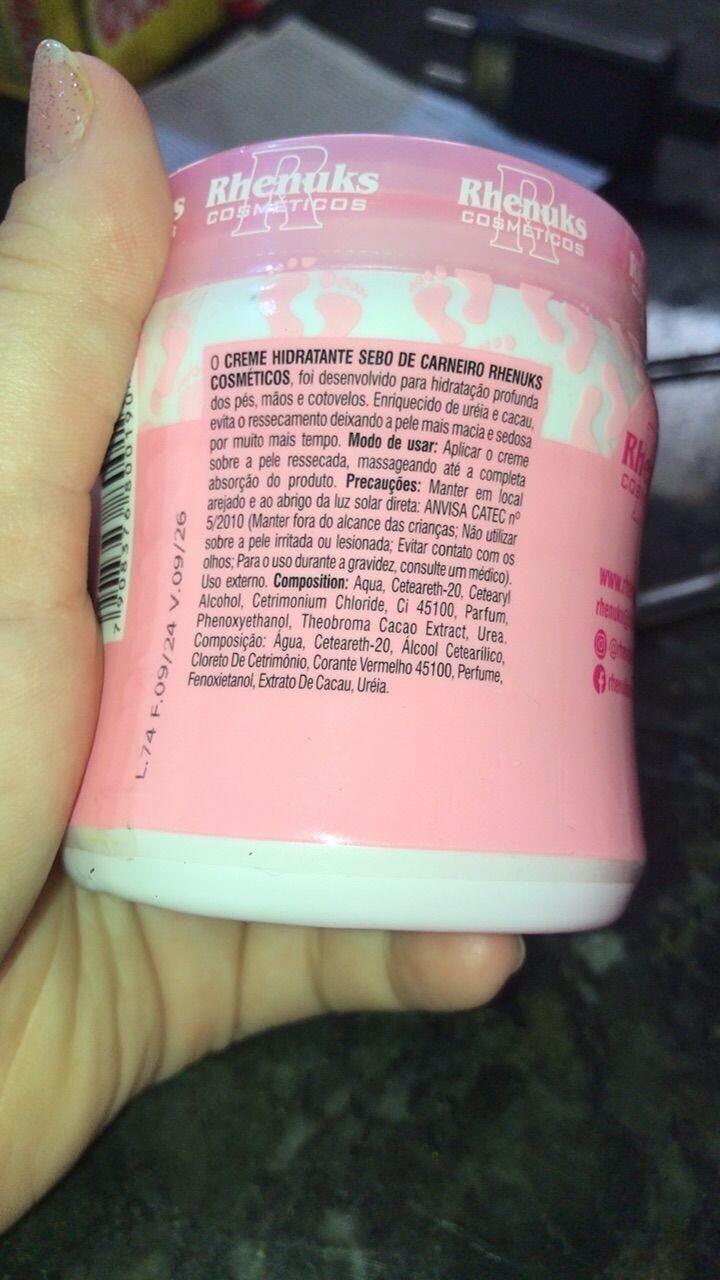 Rhenuks
COSMÉTICOS
Rhenuks
COSMÉTICOS
O CREME HIDRATANTE SEBO DE CARNEIRO RHENUKS
COSMÉTICOS, foi desenvolvido para hidratação profunda
dos pés, mãos e cotovelos. Enriquecido de uréia e cacau,
evita o ressecamento deixando a pele mais macia e sedosa
por muito mais tempo. Modo de usar: Aplicar o creme
sobre a pele ressecada, massageando até a completa
absorção do produto. Precauções: Manter em local
arejado e ao abrigo da luz solar direta: ANVISA CATEC nº
5/2010 (Manter fora do alcance das crianças; Não utilizar
sobre a pele irritada ou lesionada; Evitar contato com os
olhos; Para o uso durante a gravidez, consulte um médico).
Uso externo. Composition: Aqua, Ceteareth-20, Cetearyl
Alcohol, Cetrimonium Chloride, Ci 45100, Parfum,
Phenoxyethanol, Theobroma Cacao Extract, Urea.
Composição: Água, Ceteareth-20, Álcool Cetearílico,
Cloreto De Cetrimônio, Corante Vermelho 45100, Perfume,
Fenoxietanol, Extrato De Cacau, Uréia.
L.74 F.09/24 V.09/26